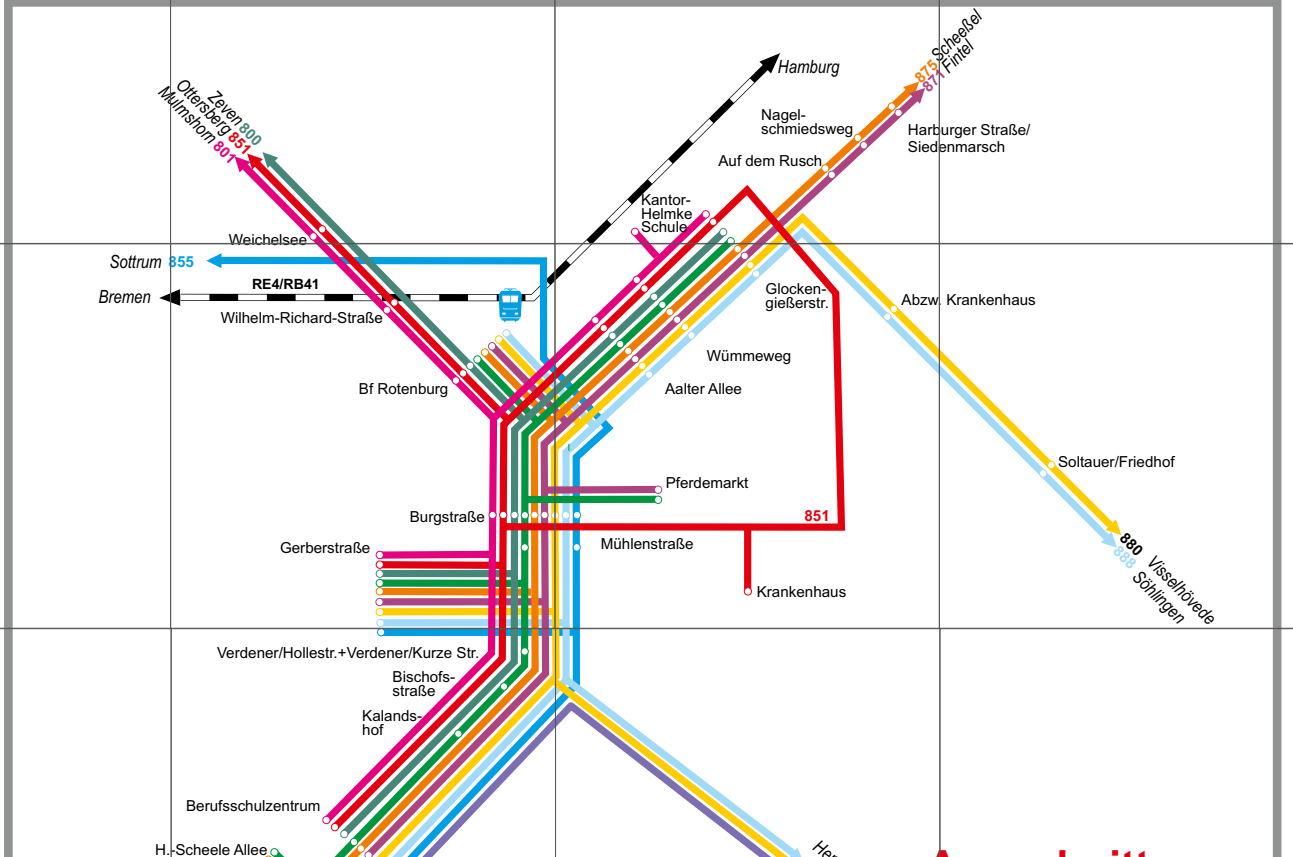 Hamburg
875 Scheeßel
871 Fintel
Nagel-
schmiedsweg
Harburger Straße/
Siedenmarsch
Auf dem Rusch
Zeven 800
Ottersberg 851
Mulmshorn 801
Kantor-
Helmke
Schule
Weichelsee
Sottrum 855
RE4/RB41
Bremen
Wilhelm-Richard-Straße
Glocken-
gießerstr.
Abzw. Krankenhaus
Wümmeweg
Bf Rotenburg
Aalter Allee
Soltauer/Friedhof
Pferdemarkt
Burgstraße
851
Mühlenstraße
Gerberstraße
880 Visselhövede
888 Söhlingen
Krankenhaus
Verdener/Hollestr.+Verdener/Kurze Str.
Bischofs-
straße
Kalands-
hof
Berufsschulzentrum
H.-Scheele Allee